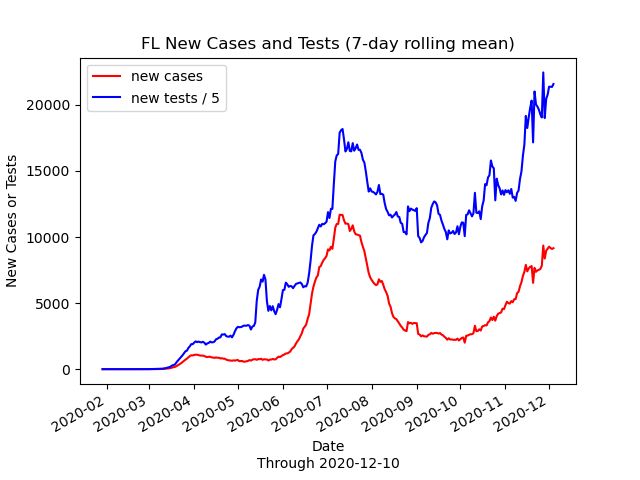 FL New Cases and Tests (7-day rolling mean)
new cases
new tests / 5
New Cases or Tests
20000
15000
10000
5000
0
2020-02
2020-03
2020-04
2020-05
2020-06
2020-07
2020-08
2020-09
2020-10
2020-11
2020-12
Date
Through 2020-12-10